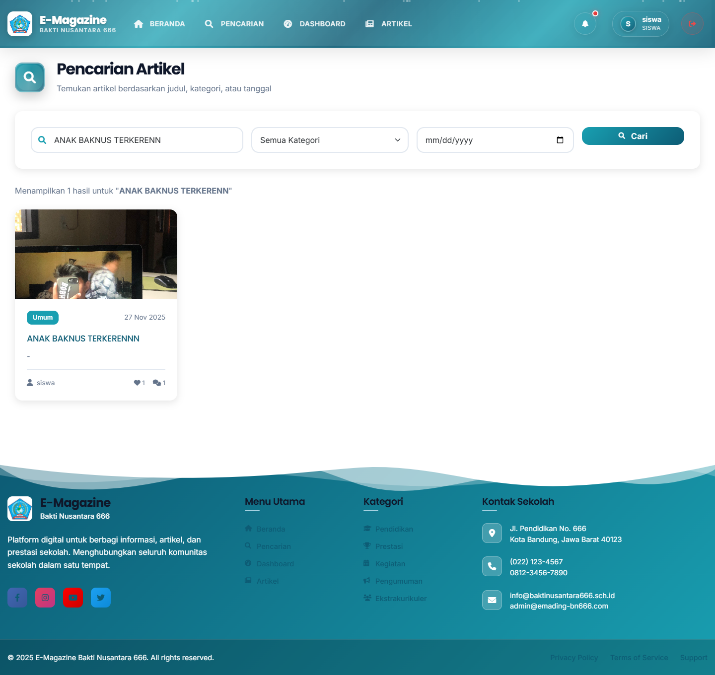 E-Magazine
BAKTI NUSANTARA 666
BERANDA
PENCARIAN
DASHBOARD
ARTIKEL
S
siswa
SISWA
Pencarian Artikel
Temukan artikel berdasarkan judul, kategori, atau tanggal
ANAK BAKNUS TERKERENN
Semua Kategori
mm/dd/yyyy
Cari
Menampilkan 1 hasil untuk "ANAK BAKNUS TERKERENN"
Umum
27 Nov 2025
ANAK BAKNUS TERKERENNN
-
siswa
1
1
E-Magazine
Bakti Nusantara 666
Platform digital untuk berbagi informasi, artikel, dan
prestasi sekolah. Menghubungkan seluruh komunitas
sekolah dalam satu tempat.
Menu Utama
Beranda
Pencarian
Dashboard
Artikel
Kategori
Pendidikan
Prestasi
Kegiatan
Pengumuman
Ekstrakurikuler
Kontak Sekolah
Jl. Pendidikan No. 666
Kota Bandung, Jawa Barat 40123
(022) 123-4567
0812-3456-7890
info@baktinusantara666.sch.id
admin@emading-bn666.com
© 2025 E-Magazine Bakti Nusantara 666. All rights reserved.
Privacy Policy
Terms of Service
Support